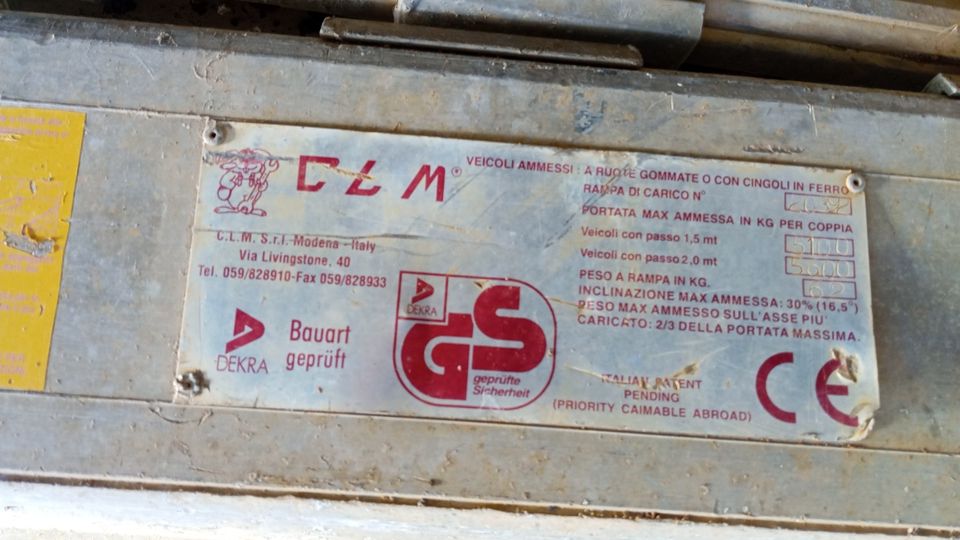 CLM®
C.L.M. S.r.l. Modena - Italy
Via Livingstone, 40
Tel. 059/828910-Fax 059/828933
DEKRA
Bauart
geprüft
DEKRA
GS
geprüfte
Sicherheit
VEICOLI AMMESSI : A RUOTE GOMMATE O CON CINGOLI IN FERRO
RAMPA DI CARICO N°
PORTATA MAX AMMESSA IN KG PER COPPIA
Veicoli con passo 1,5 mt 5100
Veicoli con passo 2,0 mt 5600
PESO A RAMPA IN KG. 62
INCLINAZIONE MAX AMMESSA: 30% (16,5°)
PESO MAX AMMESSO SULL'ASSE PIU'
CARICATO: 2/3 DELLA PORTATA MASSIMA.
ITALIAN PATENT
PENDING
(PRIORITY CAIMABLE ABROAD)
CE